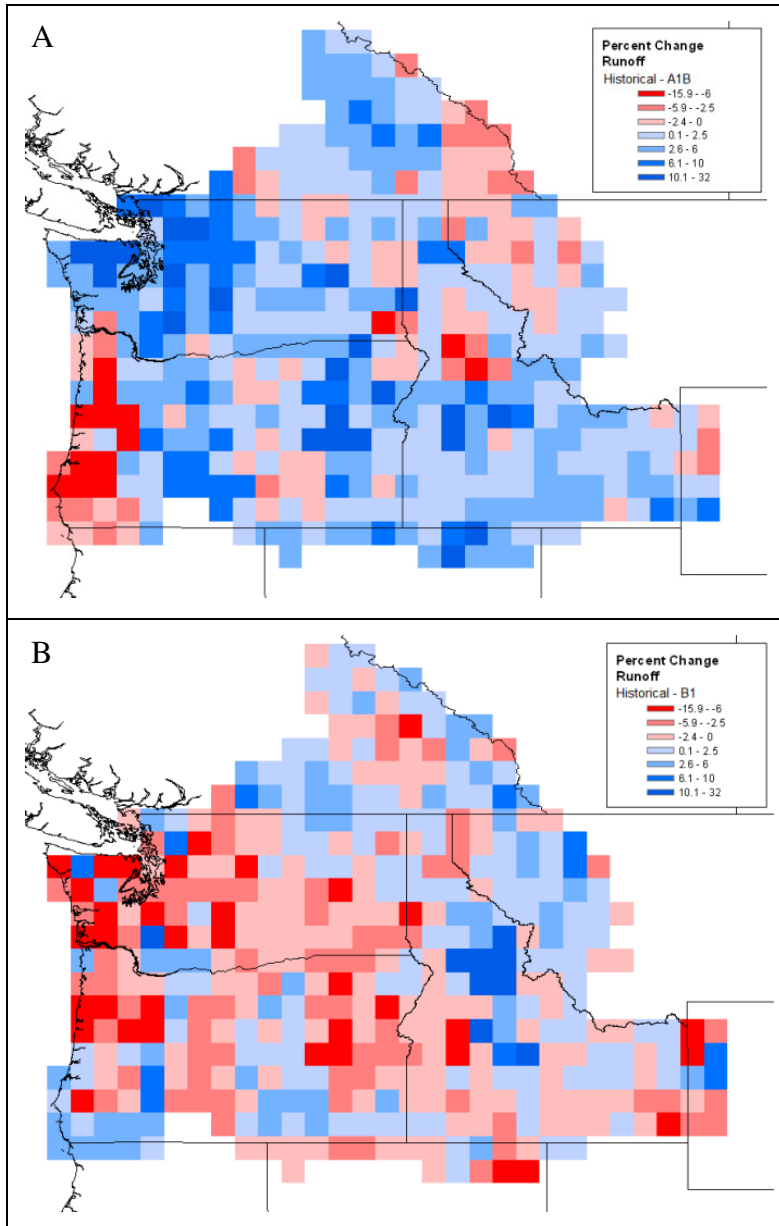 A
Percent Change
Runoff
Historical - A1B
-15.9 - -6
-5.9 - -2.5
-2.4 - 0
0.1 - 2.5
2.6 - 6
6.1 - 10
10.1 - 32
B
Percent Change
Runoff
Historical - B1
-15.9 - -6
-5.9 - -2.5
-2.4 - 0
0.1 - 2.5
2.6 - 6
6.1 - 10
10.1 - 32